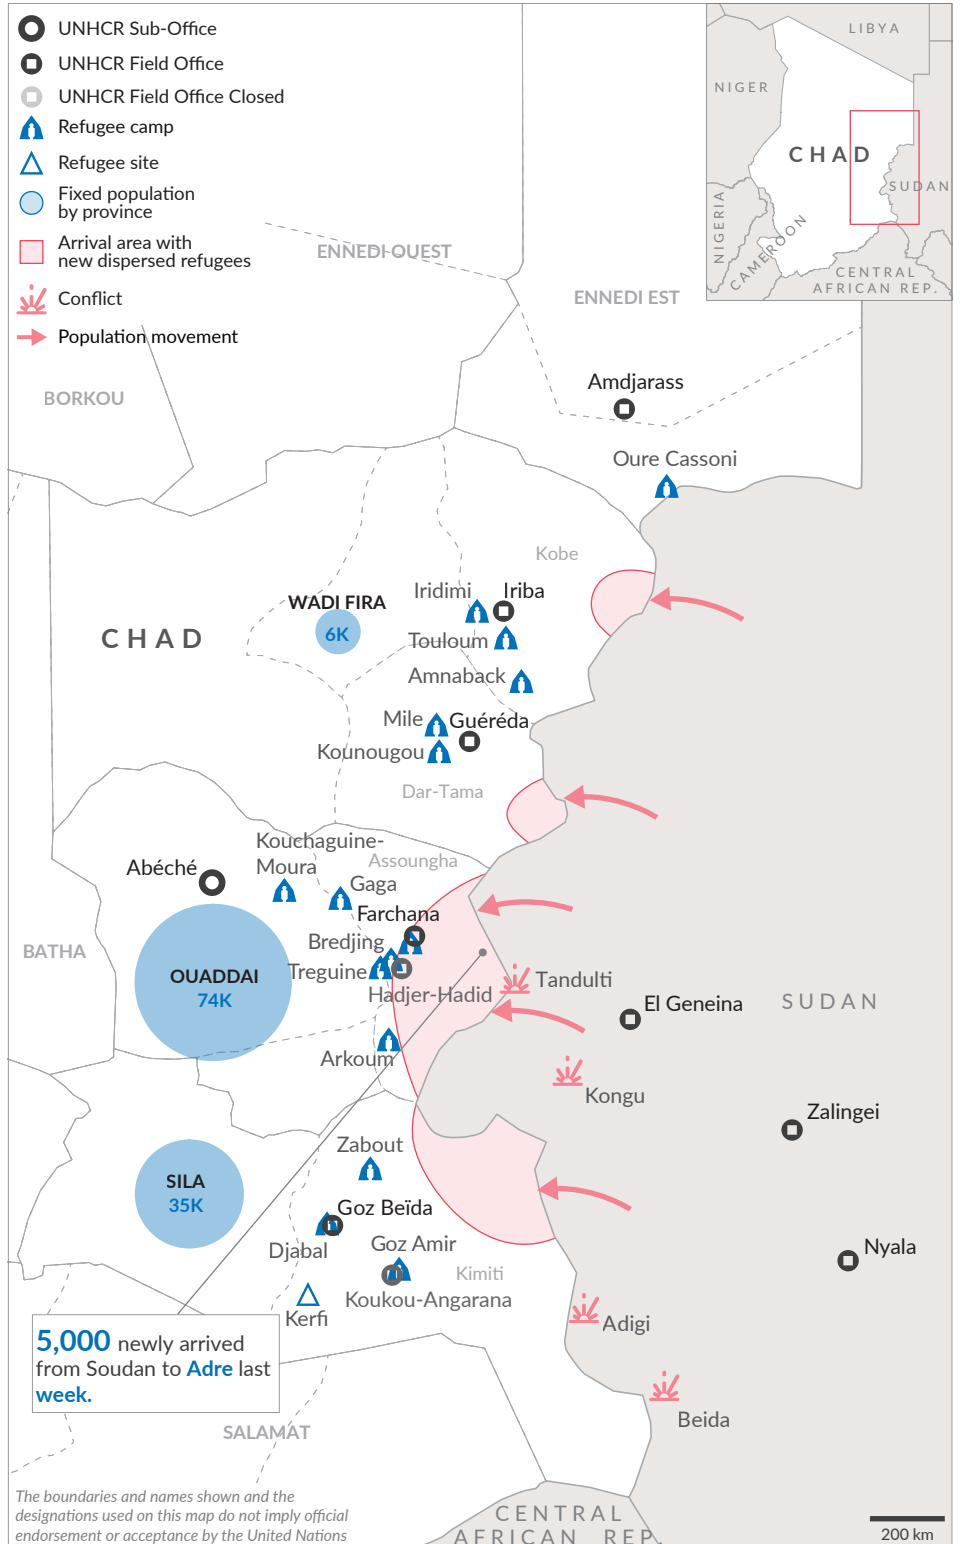 UNHCR Sub-Office
UNHCR Field Office
UNHCR Field Office Closed
Refugee camp
Refugee site
Fixed population
by province
Arrival area with
new dispersed refugees
Conflict
Population movement
LIBYA
NIGER
CHAD
SUDAN
NIGERIA
CAMEROON
CENTRAL
AFRICAN REP.
ENNEDI OUEST
ENNEDI EST
BORKOU
Amdjarass
Oure Cassoni
Kobe
Iridimi
Iriba
WADI FIRA
6K
CHAD
Touloum
Amnaback
Mile
Guéréda
Kounougou
Dar-Tama
Kouchaguine-
Moura
Assoungha
Abéché
Gaga
Farchana
Bredjing
BATHA
Treguine
OUADDAI
74K
Hadjer-Hadid
Tandulti
El Geneina
SUDAN
Arkoum
Kongu
Zalingei
Zabout
SILA
35K
Goz Beïda
Djabal
Goz Amir
Nyala
Kimiti
Koukou-Angarana
Kerfi
Adigi
5,000 newly arrived
from Soudan to Adre last
week.
Beida
SALAMAT
The boundaries and names shown and the
designations used on this map do not imply official
endorsement or acceptance by the United Nations
CENTRAL
AFRICAN REP.
200 km